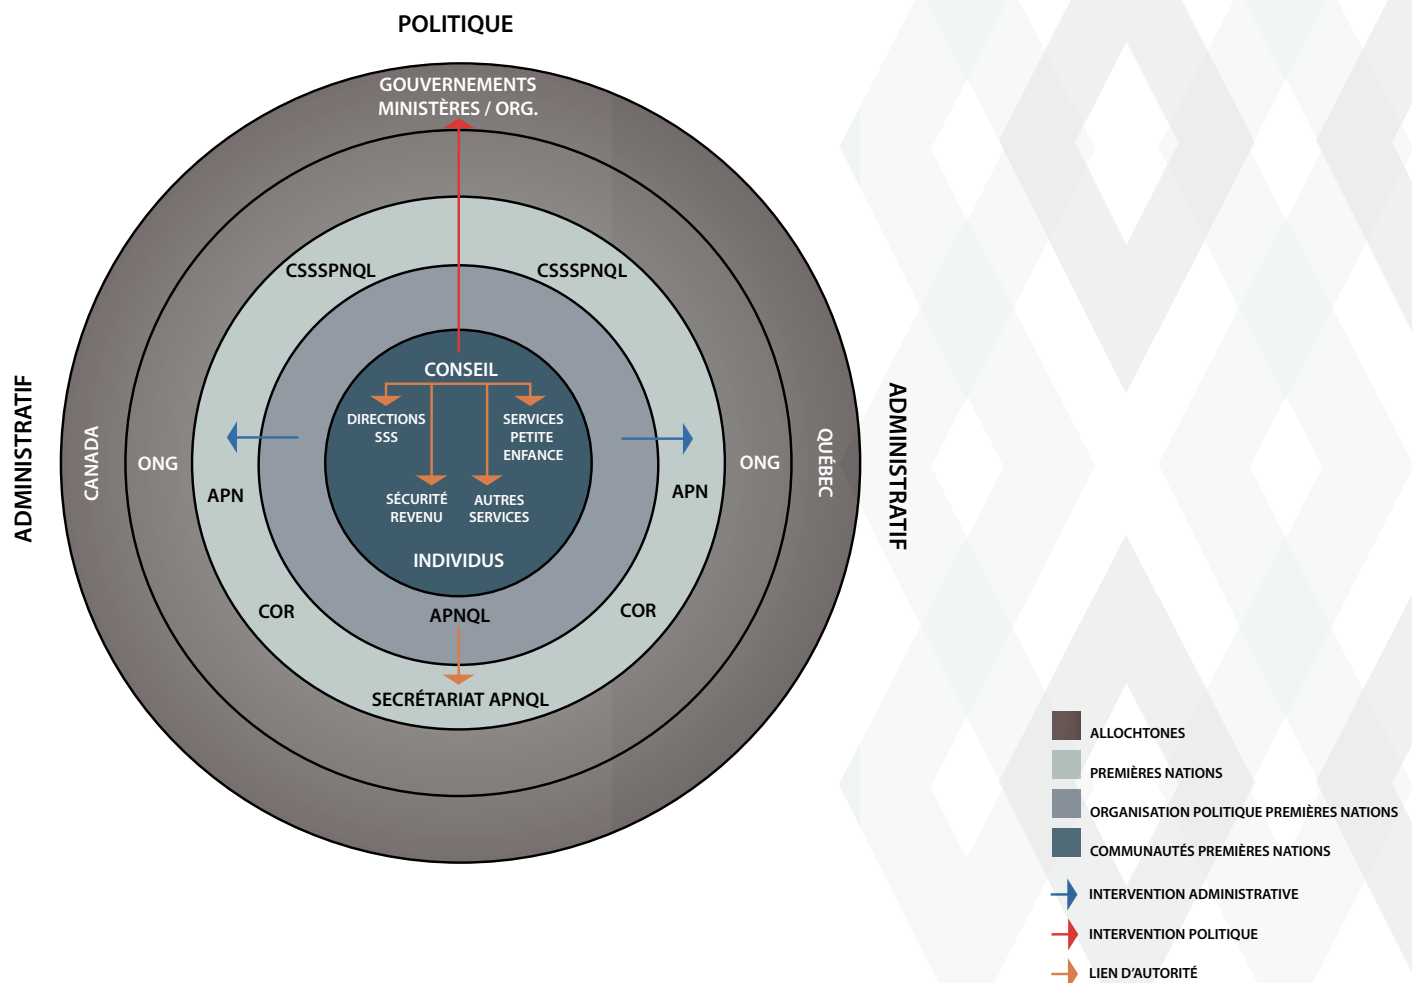 POLITIQUE
GOUVERNEMENTS
MINISTÈRES / ORG.
CSSSPNQL
CSSSPNQL
CONSEIL
DIRECTIONS
SSS
SERVICES
PETITE
ENFANCE
ADMINISTRATIF
CANADA
ONG
APN
APN
ONG
QUÉBEC
ADMINISTRATIF
SÉCURITÉ
REVENU
AUTRES
SERVICES
INDIVIDUS
COR
APNQL
COR
SECRÉTARIAT APNQL
ALLOCHTONES
PREMIÈRES NATIONS
ORGANISATION POLITIQUE PREMIÈRES NATIONS
COMMUNAUTÉS PREMIÈRES NATIONS
INTERVENTION ADMINISTRATIVE
INTERVENTION POLITIQUE
LIEN D'AUTORITÉ